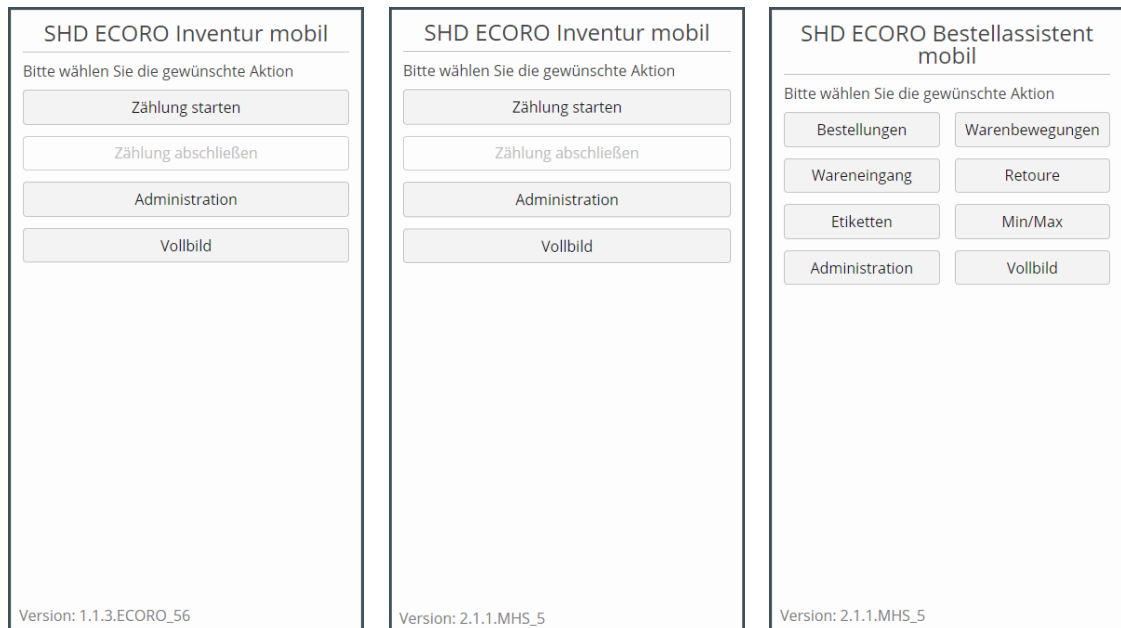 SHD ECORO Inventur mobil
Bitte wählen Sie die gewünschte Aktion
Zählung starten
Zählung abschließen
Administration
Vollbild
Version: 1.1.3.ECORO_56
SHD ECORO Inventur mobil
Bitte wählen Sie die gewünschte Aktion
Zählung starten
Zählung abschließen
Administration
Vollbild
Version: 2.1.1.MHS_5
SHD ECORO Bestellassistent
mobil
Bitte wählen Sie die gewünschte Aktion
Bestellungen Warenbewegungen
Wareneingang Retoure
Etiketten Min/Max
Administration Vollbild
Version: 2.1.1.MHS_5